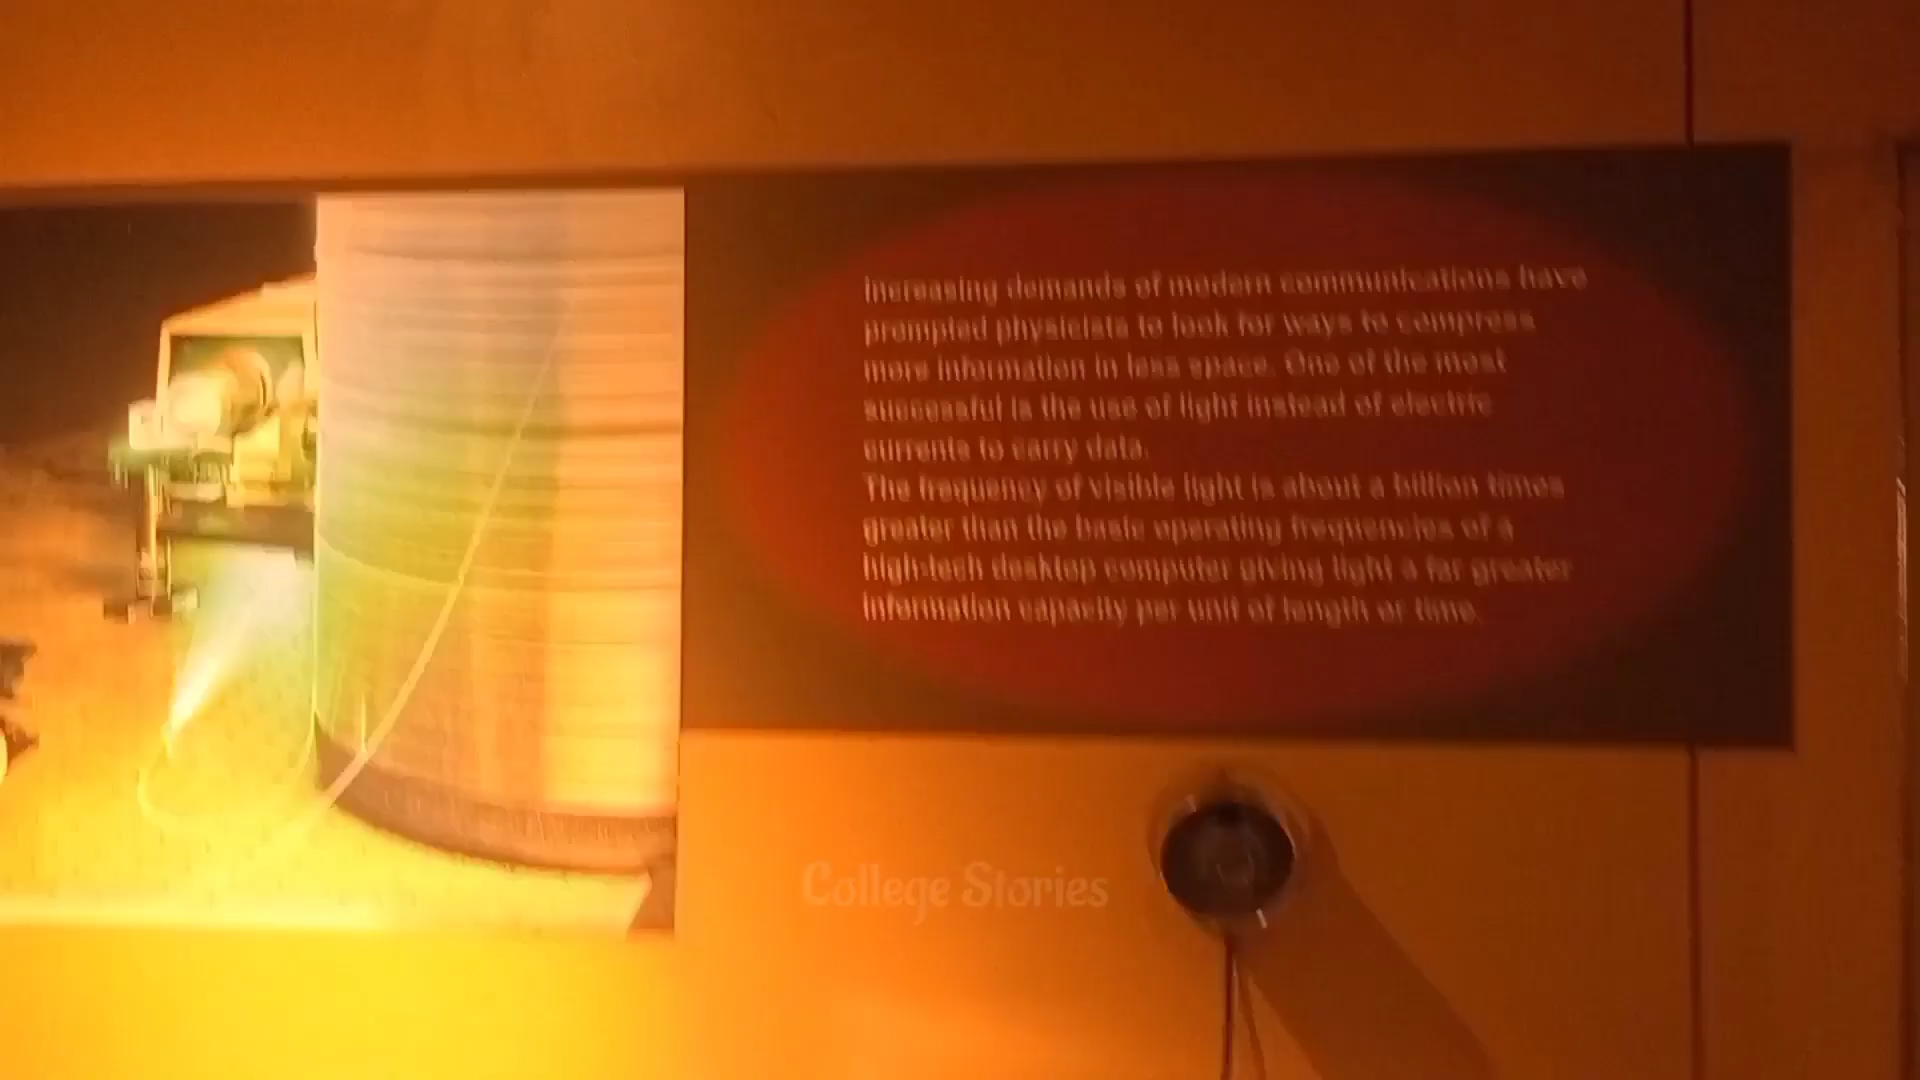 Increasing demands of modern communications have
prompted physicists to look for ways to compress
more information in less space. One of the most
successful is the use of light instead of electric
currents to carry data.
The frequency of visible light is about a billion times
greater than the basic operating frequencies of a
high-tech desktop computer giving light a far greater
information capacity per unit of length or time.
College Stories